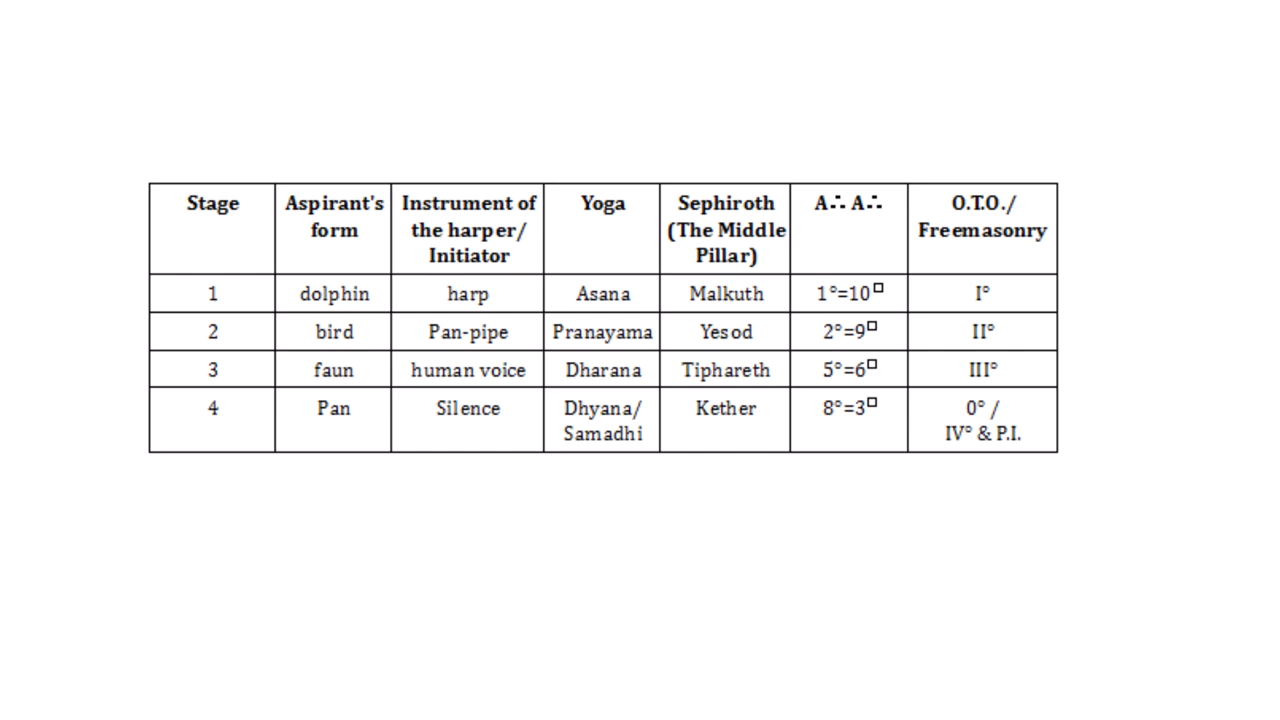 Stage Aspirant's form Instrument of the harper/ Initiator Yoga Sephiroth (The Middle Pillar) A∴ A∴ O.T.O./ Freemasonry
1 dolphin harp Asana Malkuth 1°=10□ I°
2 bird Pan-pipe Pranayama Yesod 2°=9□ II°
3 faun human voice Dharana Tiphareth 5°=6□ III°
4 Pan Silence Dhyana/ Samadhi Kether 8°=3□ 0° / IV° & P.I.